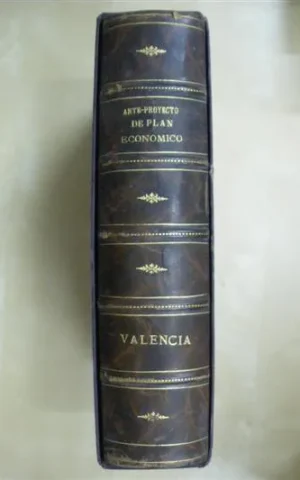 ANTE-PROYECTO
DE PLAN
ECONOMICO
VALENCIA